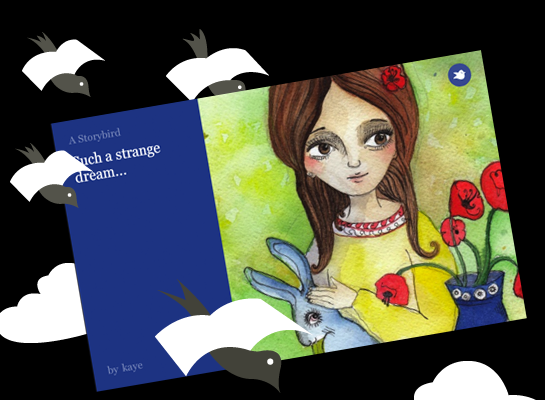 A Storybird
Such a strange
dream...
by kaye